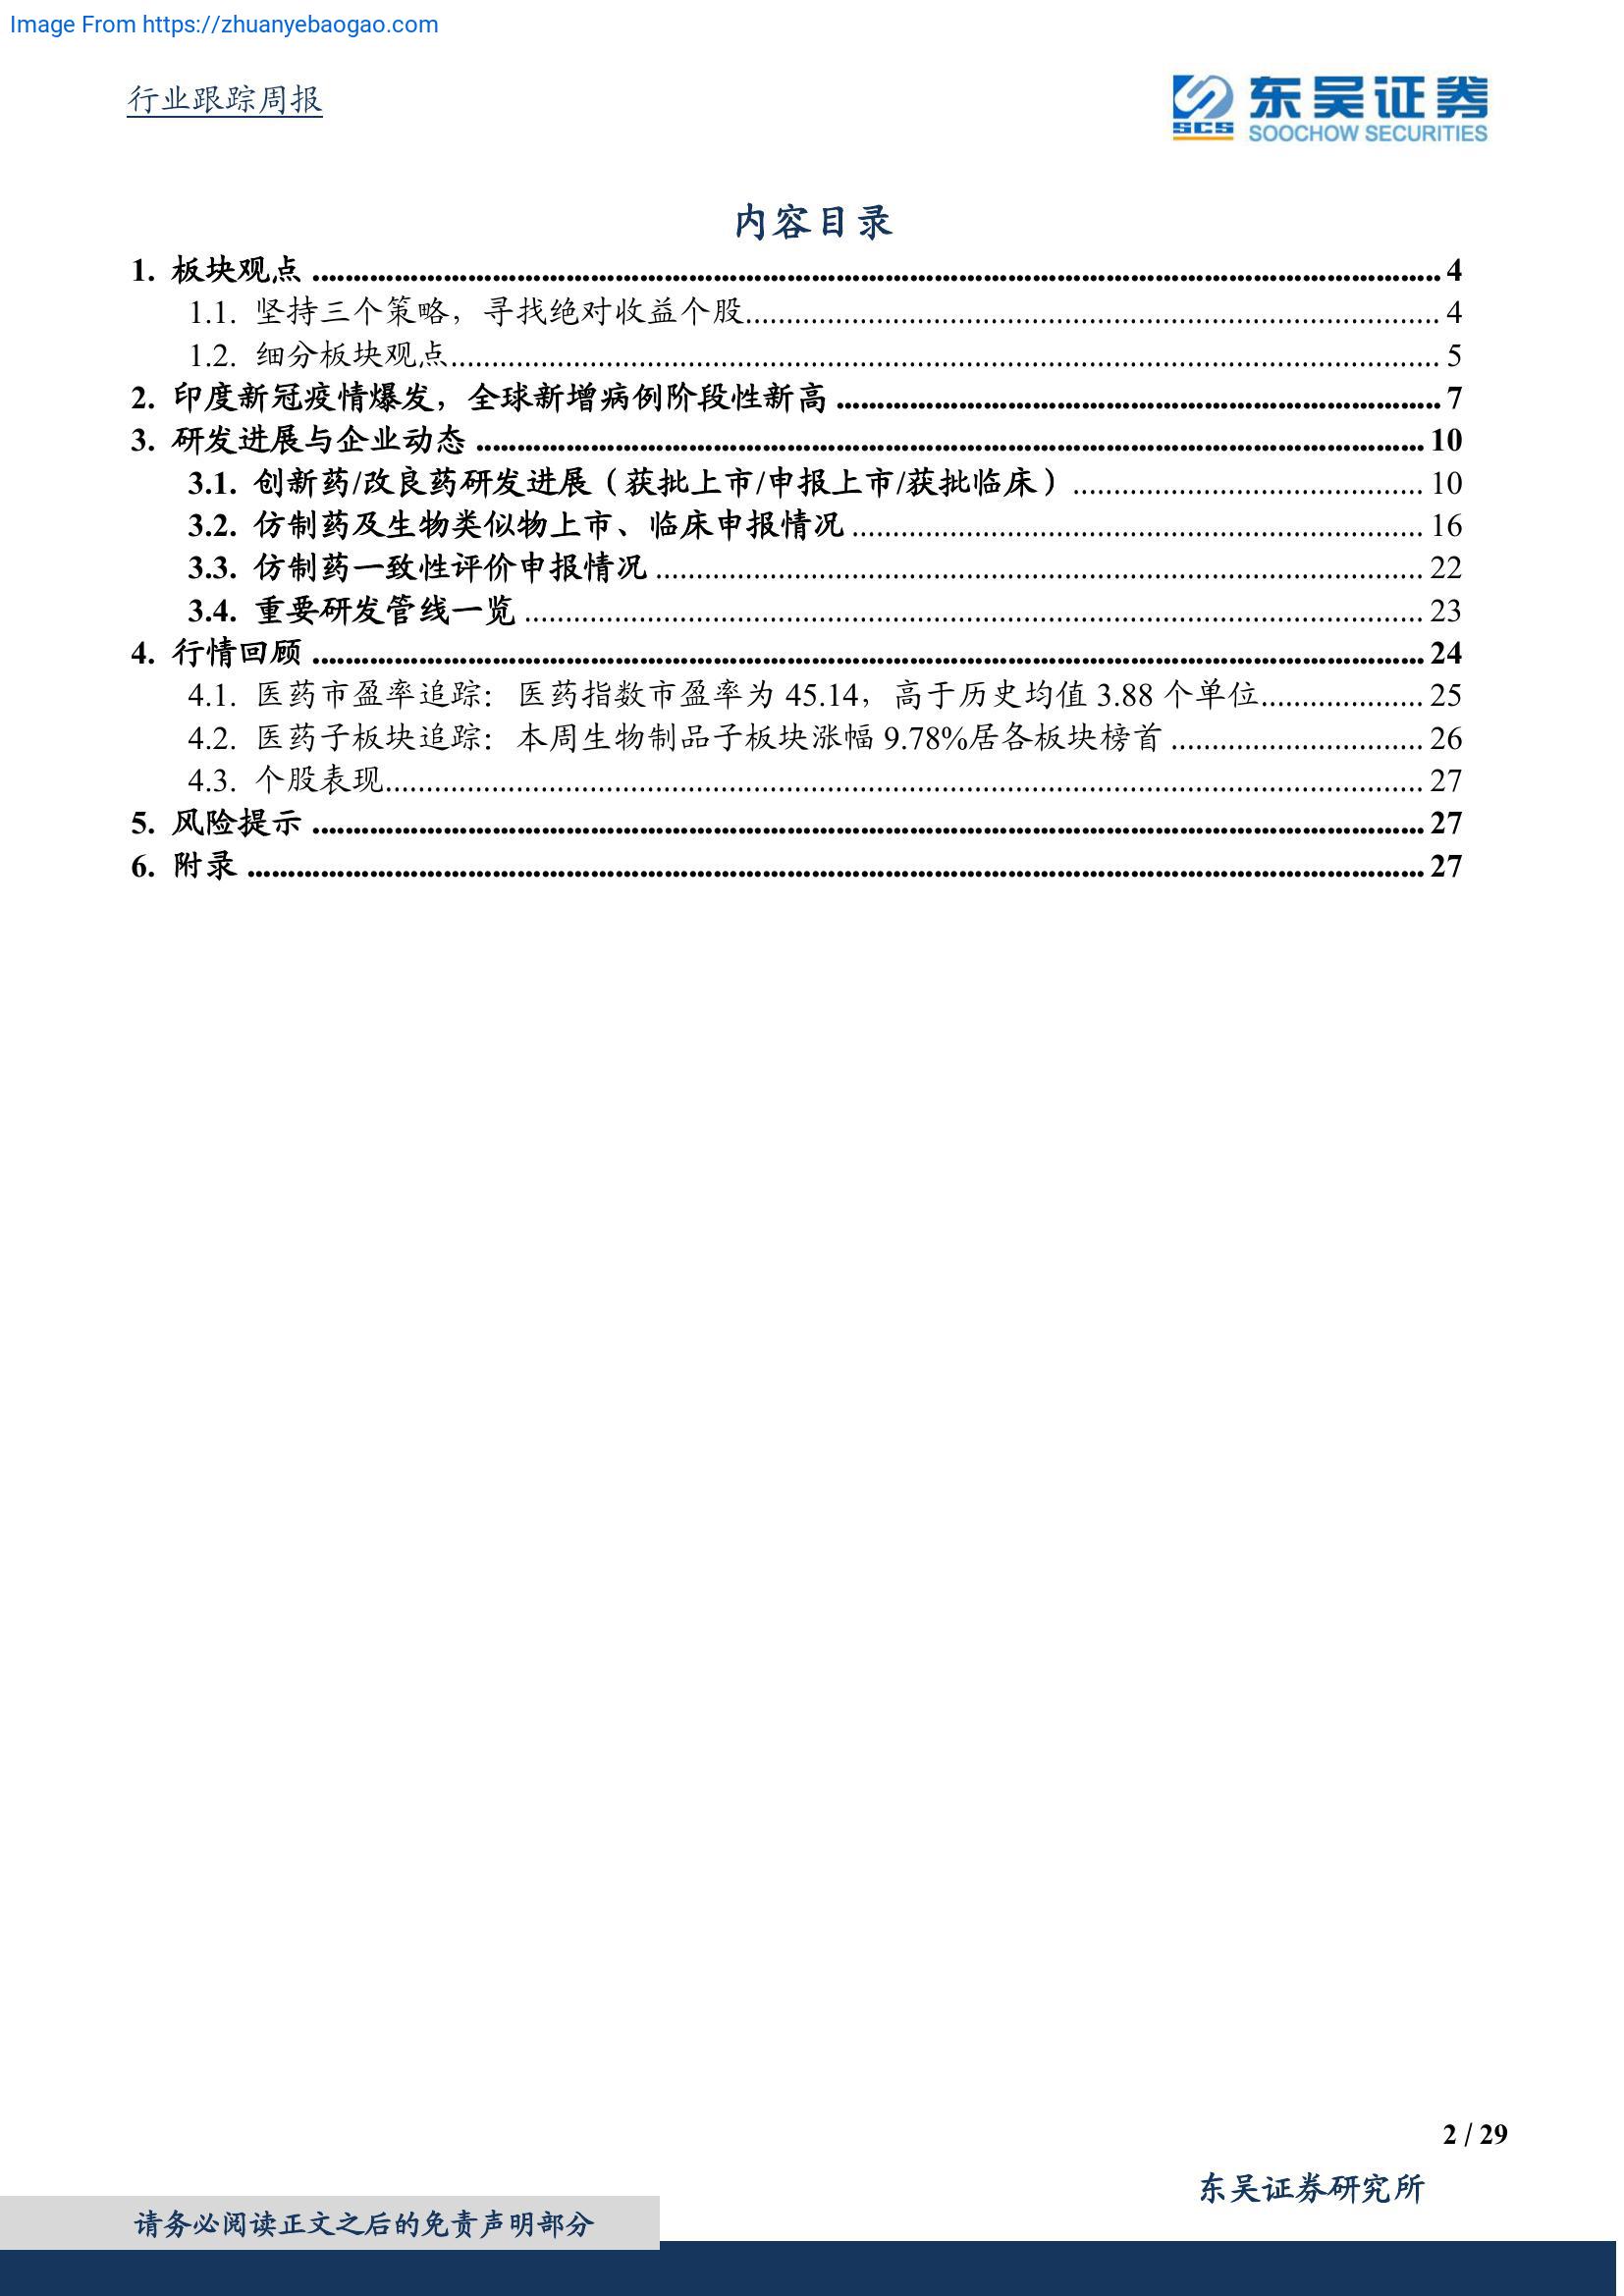 Image From https://zhuanyebaogao.com
行业跟踪周报
SCS 东吴证券
SOOCHOW SECURITIES
内容目录
1. 板块观点 ........................................ 4
1.1. 坚持三个策略，寻找绝对收益个股........................................ 4
1.2. 细分板块观点........................................ 5
2. 印度新冠疫情爆发，全球新增病例阶段性新高 ........................................ 7
3. 研发进展与企业动态 ........................................ 10
3.1. 创新药/改良药研发进展（获批上市/申报上市/获批临床） ........................................ 10
3.2. 仿制药及生物类似物上市、临床申报情况 ........................................ 16
3.3. 仿制药一致性评价申报情况 ........................................ 22
3.4. 重要研发管线一览 ........................................ 23
4. 行情回顾 ........................................ 24
4.1. 医药市盈率追踪：医药指数市盈率为 45.14，高于历史均值 3.88 个单位.................... 25
4.2. 医药子板块追踪：本周生物制品子板块涨幅 9.78%居各板块榜首 ............................... 26
4.3. 个股表现........................................ 27
5. 风险提示 ........................................ 27
6. 附录 ........................................ 27
2 / 29
东吴证券研究所
请务必阅读正文之后的免责声明部分